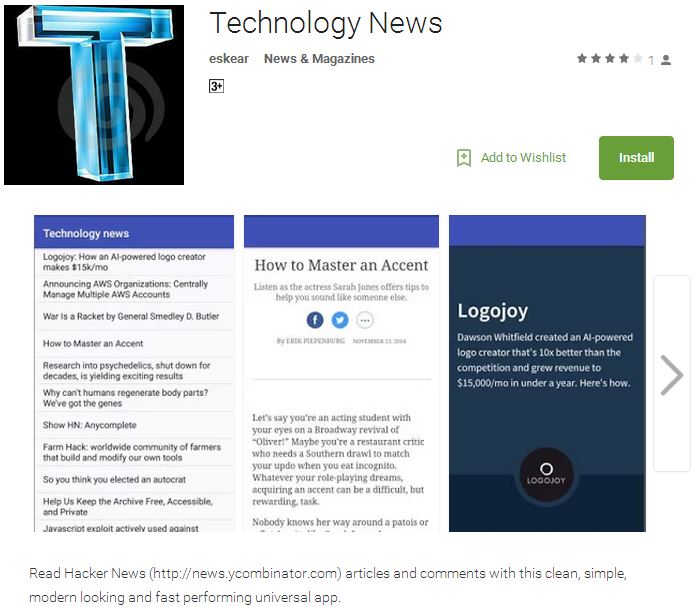 Technology News
eskear News & Magazines
1
3+
Add to Wishlist
Install
Technology news
Logojoy: How an AI-powered logo creator
makes $15k/mo
Announcing AWS Organizations: Centrally
Manage Multiple AWS Accounts
War is a Racket by General Smedley D. Butler
How to Master an Accent
Research into psychedelics, shut down for
decades, is yielding exciting results
Why can't humans regenerate body parts?
We've got the genes
Show HN: Anycomplete
Farm Hack: worldwide community of farmers
that build and modify our own tools
So you think you elected an autocrat
Help Us Keep the Archive Free, Accessible,
and Private
Javascript exploit actively used against
How to Master an Accent
Listen as the actress Sarah Jones offers tips to
help you sound like someone else.
By ERIK PIEPENBURG NOVEMBER 23, 2016
Let's say you're an acting student with
your eyes on a Broadway revival of
"Oliver!" Maybe you're a restaurant critic
who needs a Southern drawl to match
your updo when you eat incognito.
Whatever your role-playing dreams,
acquiring an accent can be a difficult, but
rewarding, task.
Nobody knows her way around a patois or
Logojoy
Dawson Whitfield created an AI-powered
logo creator that's 10x better than the
competition and grew revenue to
$15,000/mo in under a year. Here's how.
LOGOJOY
Read Hacker News (http://news.ycombinator.com) articles and comments with this clean, simple,
modern looking and fast performing universal app.